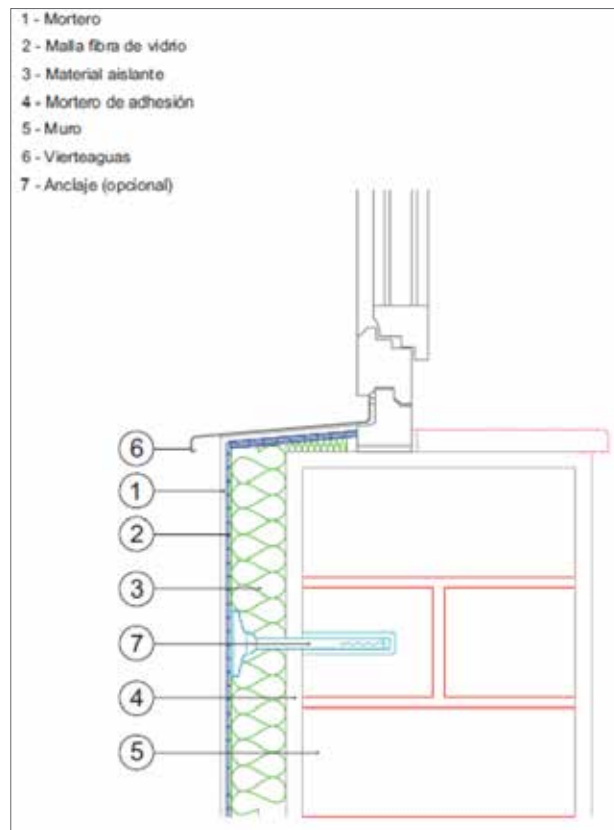 1 - Mortero
2 - Malla fibra de vidrio
3 - Material aislante
4 - Mortero de adhesión
5 - Muro
6 - Vierteaguas
7 - Anclaje (opcional)
6
1
2
3
7
4
5